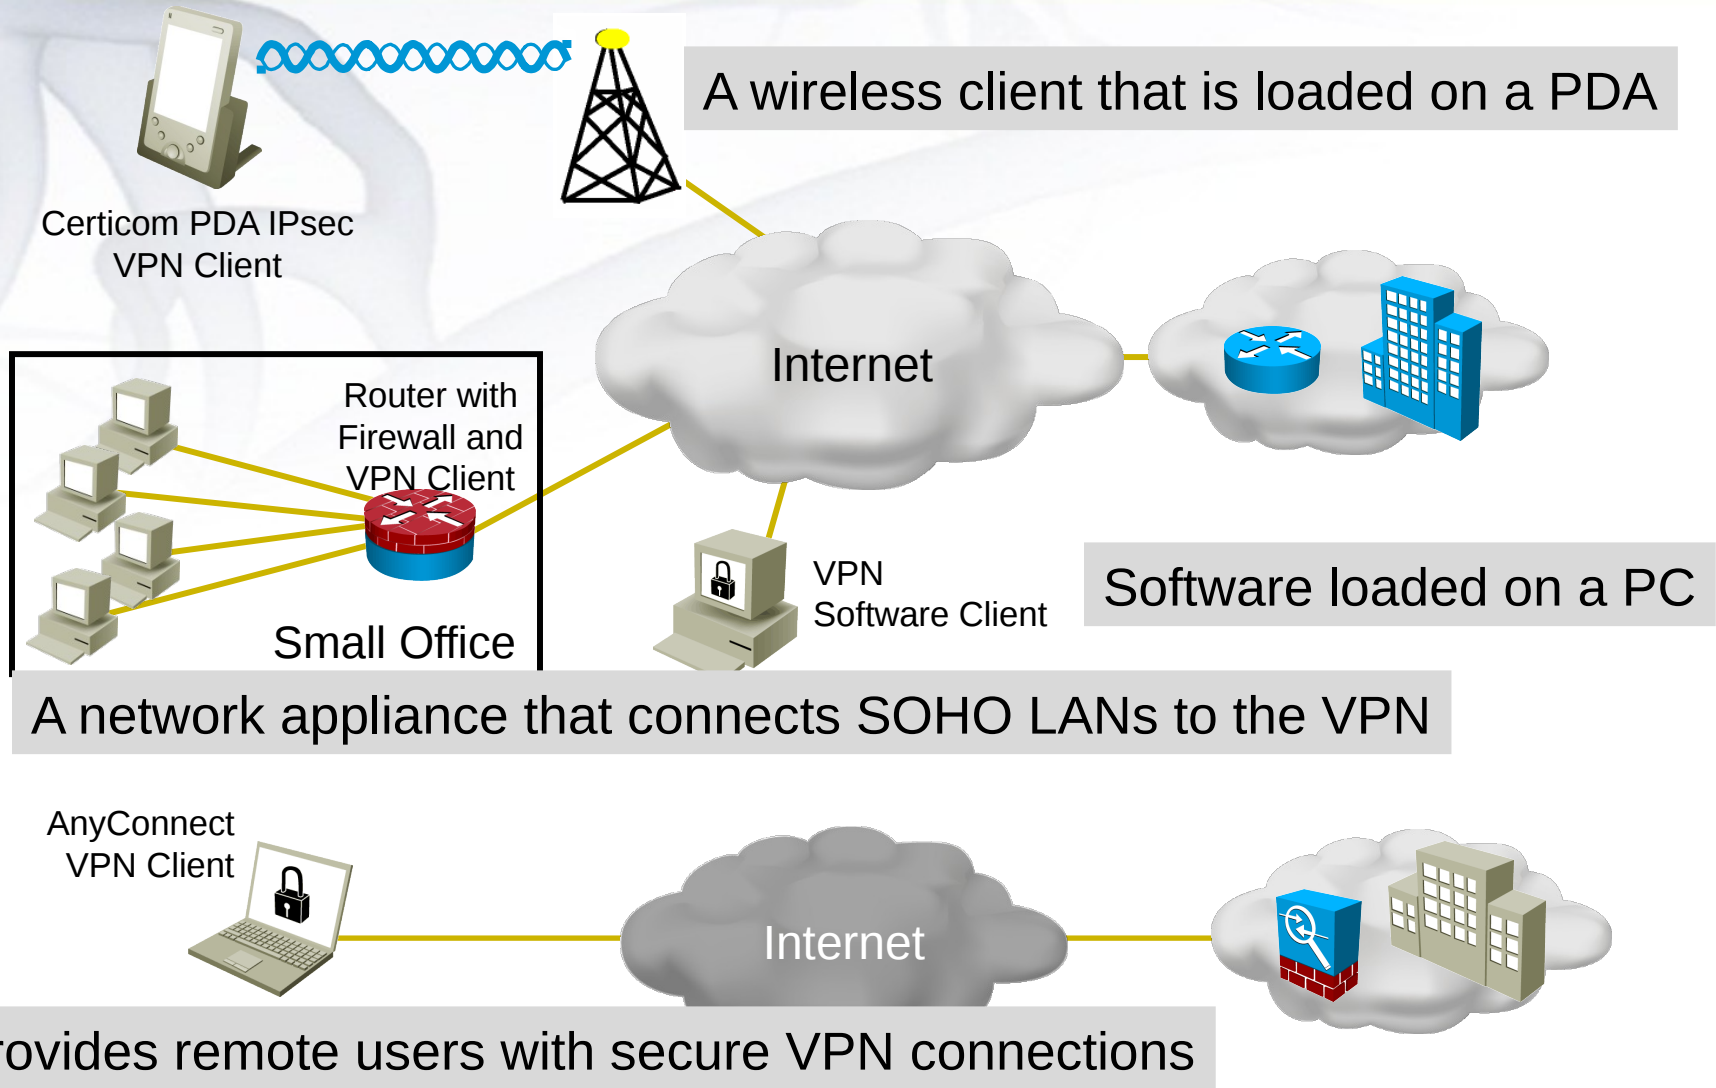 A wireless client that is loaded on a PDA
Certicom PDA IPsec
VPN Client
Internet
Router with
Firewall and
VPN Client
Small Office
VPN
Software Client
Software loaded on a PC
A network appliance that connects SOHO LANs to the VPN
AnyConnect
VPN Client
Internet
rovides remote users with secure VPN connections